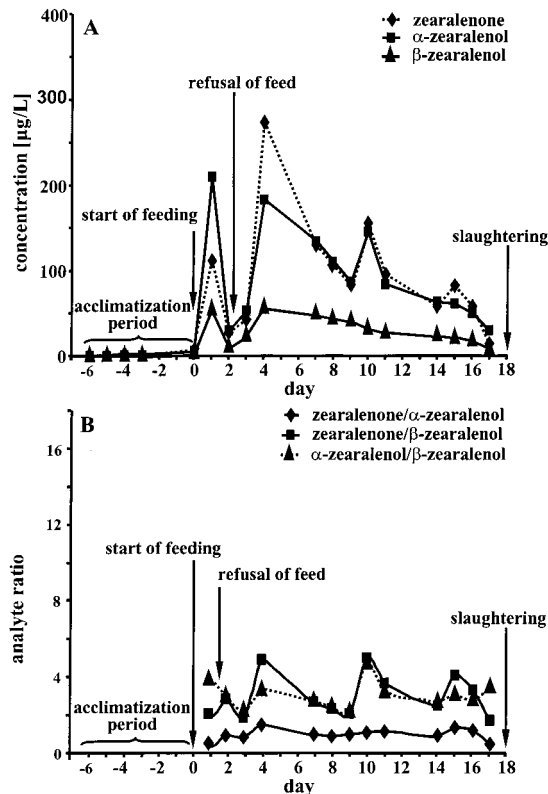 A
400
zearalenone
α-zearalenol
β-zearalenol
refusal of feed
300
concentration [µg/L]
200
start of feeding
slaughtering
100
acclimatization
period
0
-6 -4 -2 0 2 4 6 8 10 12 14 16 18
day
B
zearalenone/α-zearalenol
zearalenone/β-zearalenol
α-zearalenol/β-zearalenol
16
12
start of feeding
refusal of feed
analyte ratio
8
slaughtering
4
acclimatization
period
0
-6 -4 -2 0 2 4 6 8 10 12 14 16 18
day